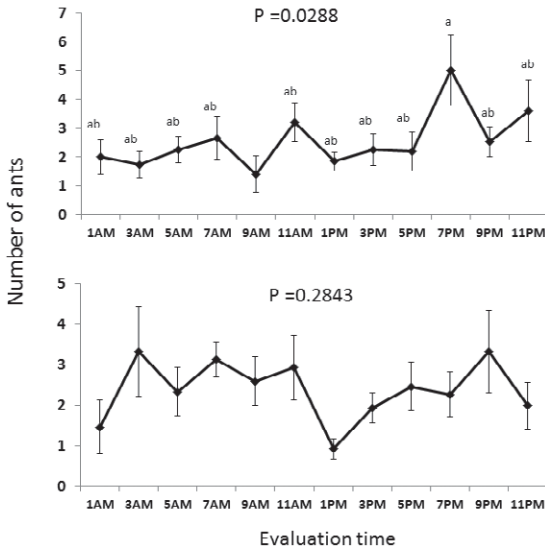 P =0.0288
7
6
5
4
3
2
1
0
ab ab ab ab ab ab ab ab a ab ab
1AM 3AM 5AM 7AM 9AM 11AM 1PM 3PM 5PM 7PM 9PM 11PM
Number of ants
P =0.2843
5
4
3
2
1
0
1AM 3AM 5AM 7AM 9AM 11AM 1PM 3PM 5PM 7PM 9PM 11PM
Evaluation time